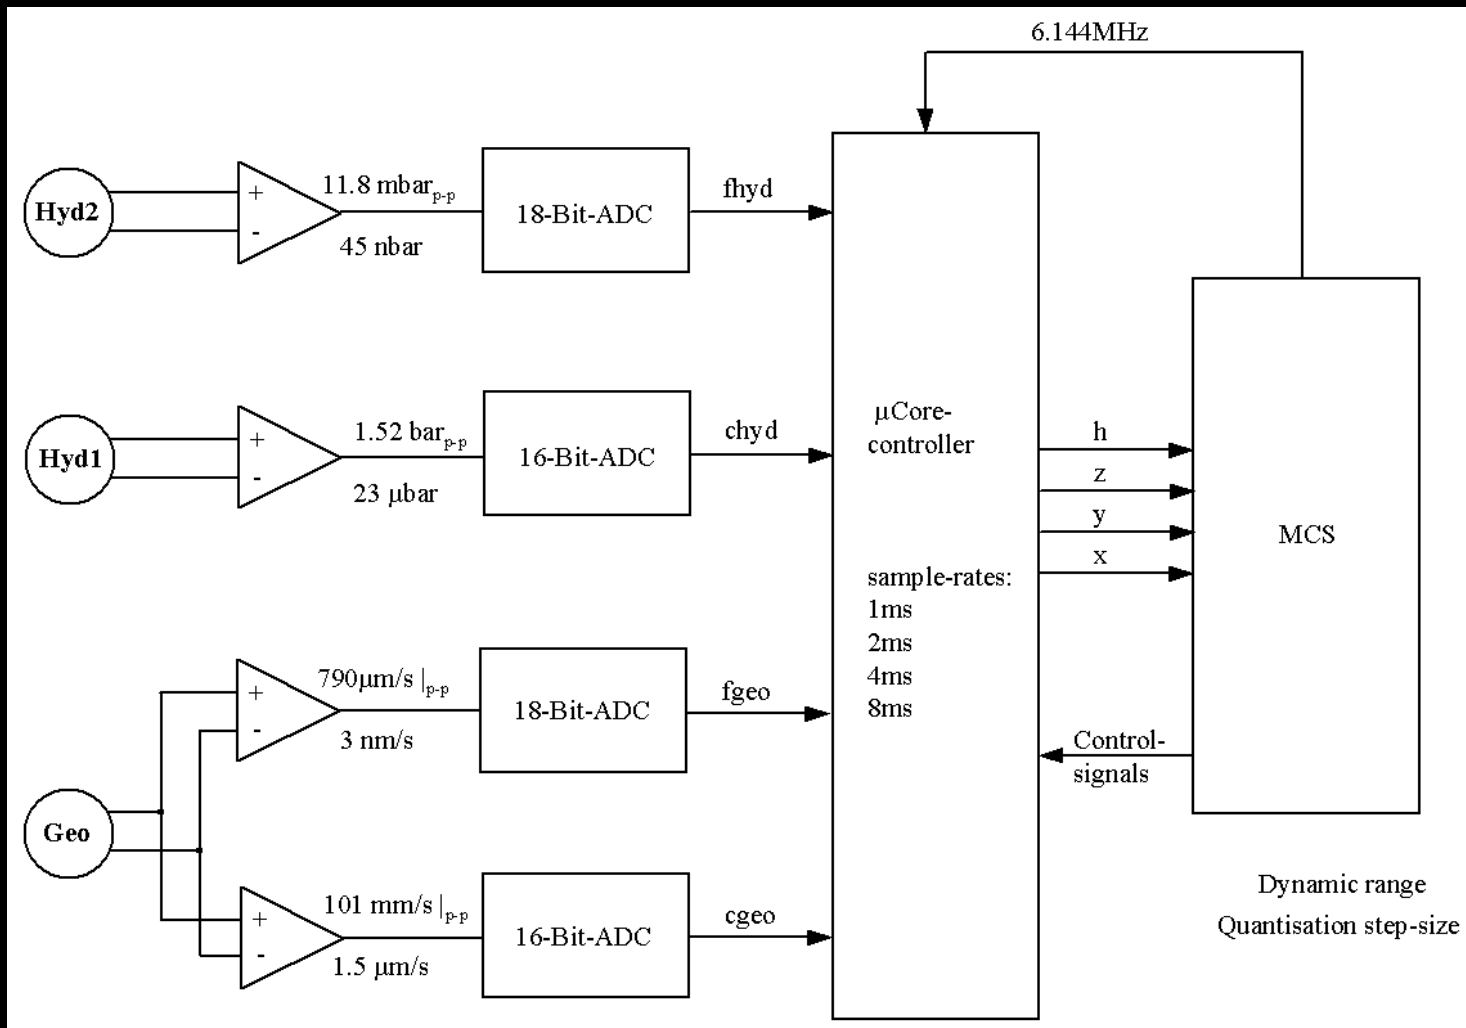 6.144MHz
Hyd2
+
-
11.8 mbar p-p
45 nbar
18-Bit-ADC
fhyd
Hyd1
+
-
1.52 bar p-p
23 µbar
16-Bit-ADC
chyd
Geo
+
-
790µm/s | p-p
3 nm/s
18-Bit-ADC
fgeo
+
-
101 mm/s | p-p
1.5 µm/s
16-Bit-ADC
cgeo
µCore-
controller
sample-rates:
1ms
2ms
4ms
8ms
h
z
y
x
Control-
signals
MCS
Dynamic range
Quantisation step-size